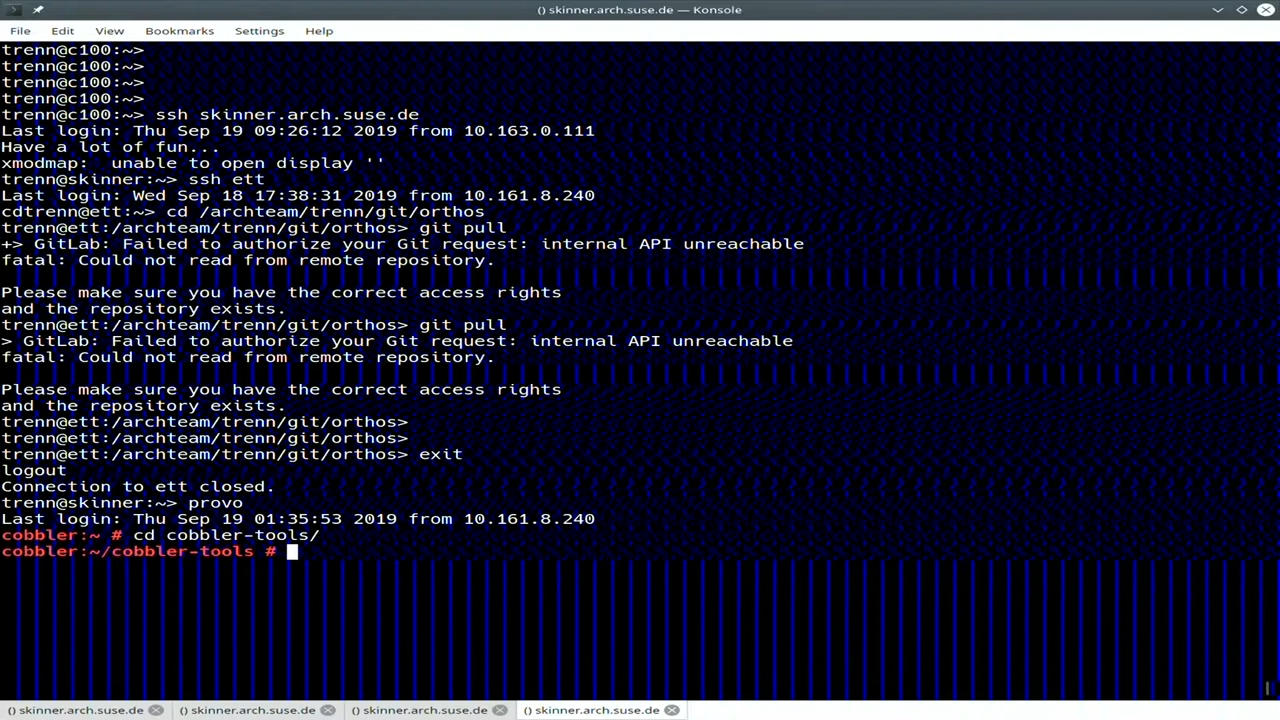 () skinner.arch.suse.de — Konsole
File Edit View Bookmarks Settings Help
trenn@c100:~>
trenn@c100:~>
trenn@c100:~>
trenn@c100:~>
trenn@c100:~> ssh skinner.arch.suse.de
Last login: Thu Sep 19 09:26:12 2019 from 10.163.0.111
Have a lot of fun...
xmodmap:  unable to open display ''
trenn@skinner:~> ssh ett
Last login: Wed Sep 18 17:38:31 2019 from 10.161.8.240
cdtrenn@ett:~> cd /archteam/trenn/git/orthos
trenn@ett:/archteam/trenn/git/orthos> git pull
+> GitLab: Failed to authorize your Git request: internal API unreachable
fatal: Could not read from remote repository.
Please make sure you have the correct access rights
and the repository exists.
trenn@ett:/archteam/trenn/git/orthos> git pull
> GitLab: Failed to authorize your Git request: internal API unreachable
fatal: Could not read from remote repository.
Please make sure you have the correct access rights
and the repository exists.
trenn@ett:/archteam/trenn/git/orthos>
trenn@ett:/archteam/trenn/git/orthos>
trenn@ett:/archteam/trenn/git/orthos> exit
logout
Connection to ett closed.
trenn@skinner:~> provo
Last login: Thu Sep 19 01:35:53 2019 from 10.161.8.240
cobbler:~ # cd cobbler-tools/
cobbler:~/cobbler-tools #
() skinner.arch.suse.de () skinner.arch.suse.de () skinner.arch.suse.de () skinner.arch.suse.de